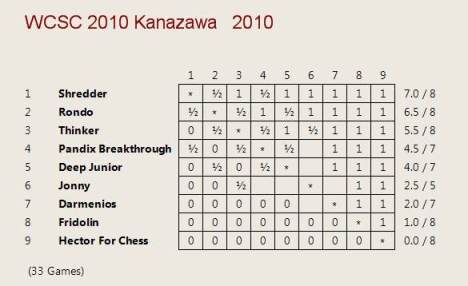 WCSC 2010 Kanazawa 2010
1 2 3 4 5 6 7 8 9
1 Shredder * ½ 1 ½ 1 1 1 1 1 7.0 / 8
2 Rondo ½ * ½ 1 ½ 1 1 1 1 6.5 / 8
3 Thinker 0 ½ * ½ 1 ½ 1 1 1 5.5 / 8
4 Pandix Breakthrough ½ 0 ½ * ½ 1 1 1 4.5 / 7
5 Deep Junior 0 ½ 0 ½ * 1 1 1 4.0 / 7
6 Jonny 0 0 ½ * 1 1 2.5 / 5
7 Darmenios 0 0 0 0 0 * 1 1 2.0 / 7
8 Fridolin 0 0 0 0 0 0 0 * 1 1.0 / 8
9 Hector For Chess 0 0 0 0 0 0 0 0 * 0.0 / 8
(33 Games)